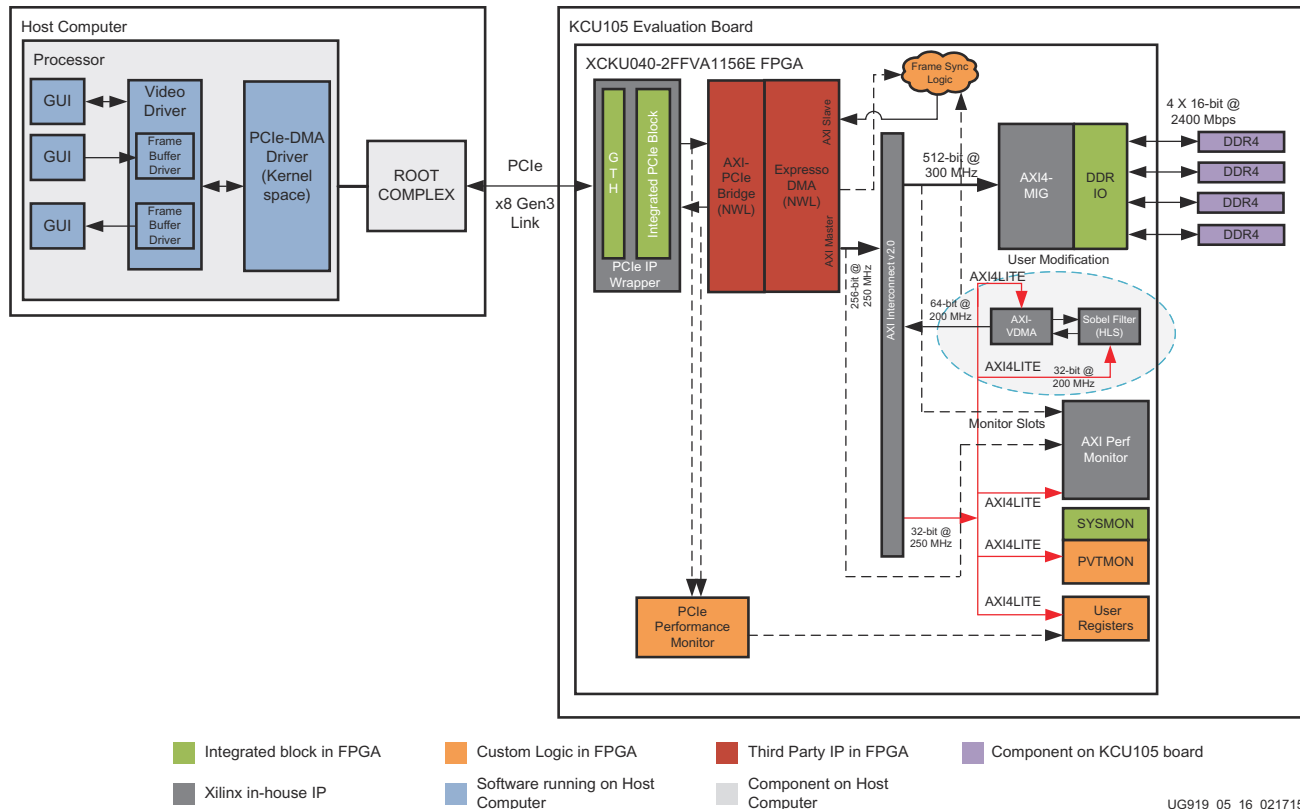 Host Computer
Processor
GUI
GUI
GUI
Video
Driver
Frame
Buffer
Driver
Frame
Buffer
Driver
PCIe-DMA
Driver
(Kernel
space)
ROOT
COMPLEX
PCIe
x8 Gen3
Link
KCU105 Evaluation Board
XCKU040-2FFVA1156E FPGA
GTH
Integrated PCIe Block
PCIe IP
Wrapper
AXI-
PCIe
Bridge
(NWL)
Expresso
DMA
(NWL)
AXI Slave
AXI Master
Frame Sync
Logic
256-bit @
250 MHz
AXI Interconnect v2.0
512-bit @
300 MHz
AXI4-
MIG
DDR
IO
4 X 16-bit @
2400 Mbps
DDR4
DDR4
DDR4
DDR4
User Modification
AXI4LITE
64-bit @
200 MHz
AXI-
VDMA
Sobel Filter
(HLS)
AXI4LITE
32-bit @
200 MHz
Monitor Slots
AXI Perf
Monitor
AXI4LITE
32-bit @
250 MHz
SYSMON
AXI4LITE
PVTMON
AXI4LITE
User
Registers
PCIe
Performance
Monitor
Integrated block in FPGA
Custom Logic in FPGA
Third Party IP in FPGA
Component on KCU105 board
Xilinx in-house IP
Software running on Host
Computer
Component on Host
Computer
UG919_05_16_021715